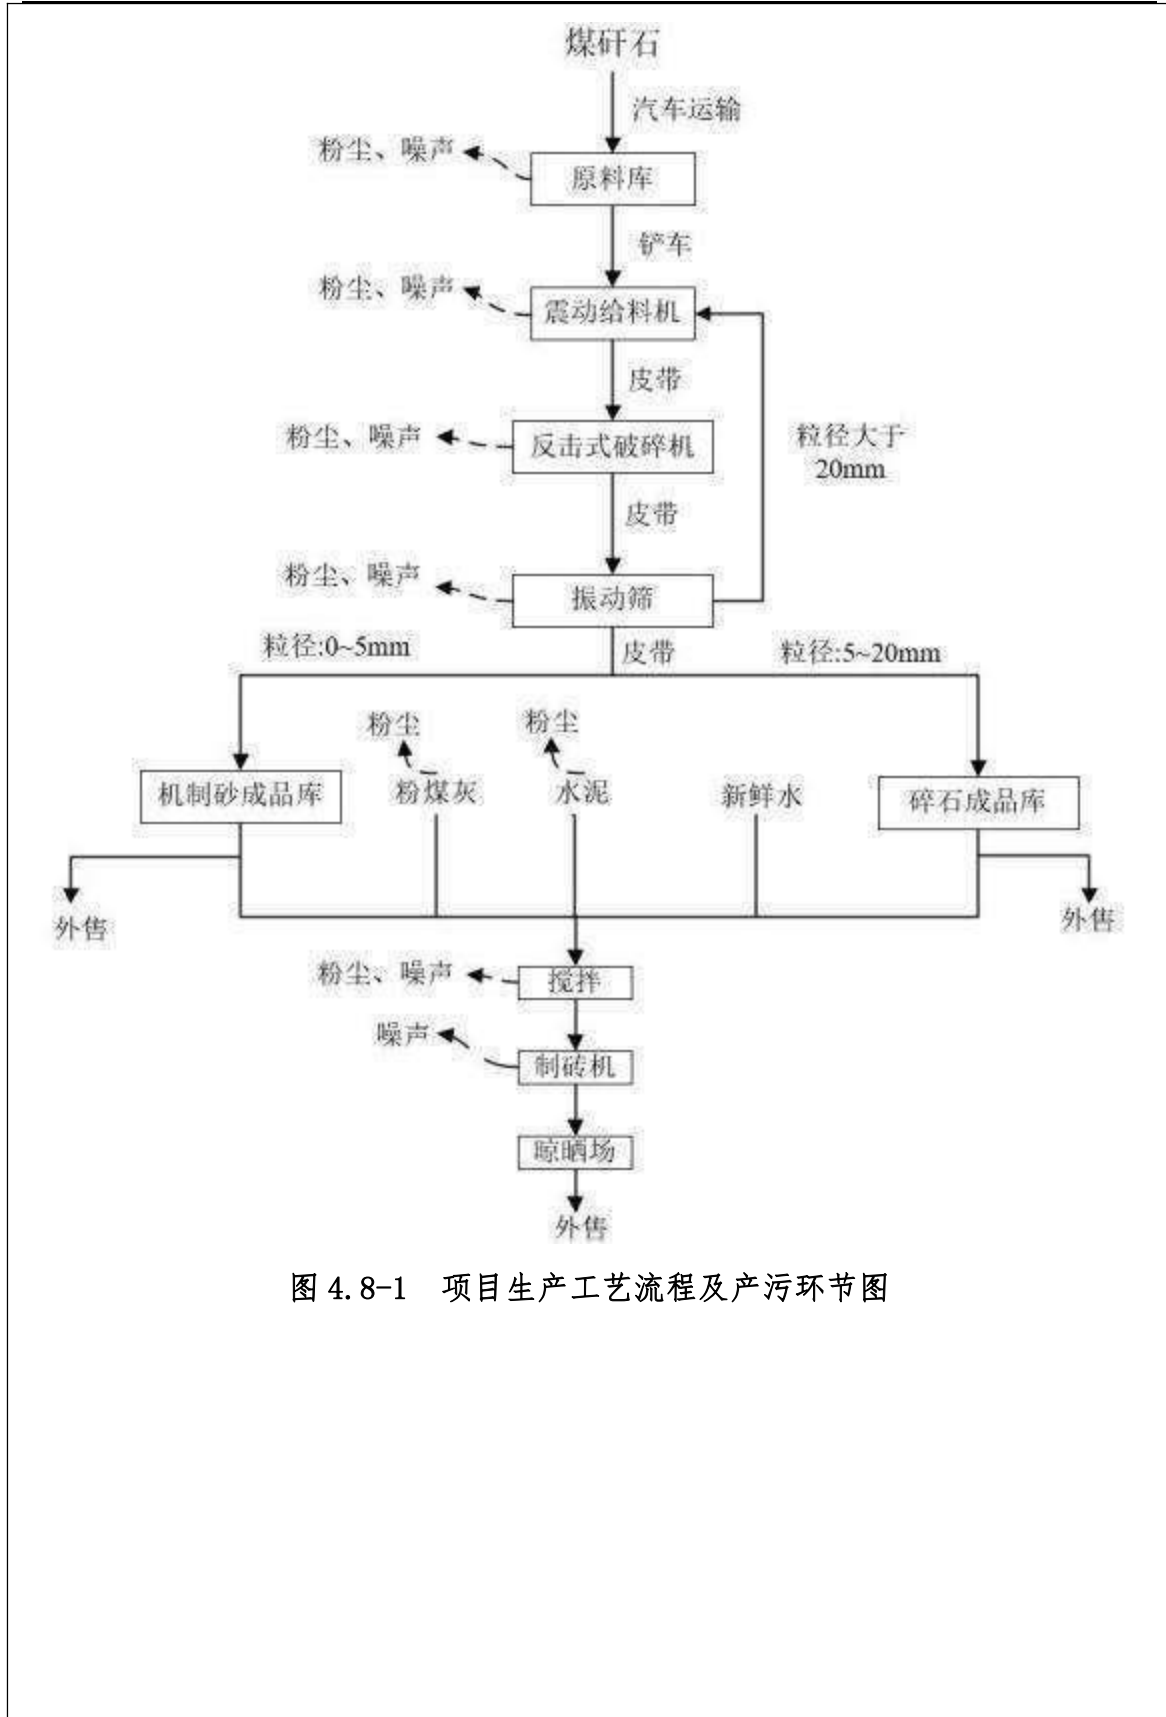 煤矸石
汽车运输
粉尘、噪声
原料库
铲车
粉尘、噪声
震动给料机
皮带
粉尘、噪声
反击式破碎机
粒径大于
20mm
皮带
粉尘、噪声
振动筛
粒径:0~5mm
皮带
粒径:5~20mm
粉尘
粉尘
机制砂成品库
粉煤灰
水泥
新鲜水
碎石成品库
外售
外售
粉尘、噪声
搅拌
噪声
制砖机
晾晒场
外售
图 4.8-1 项目生产工艺流程及产污环节图